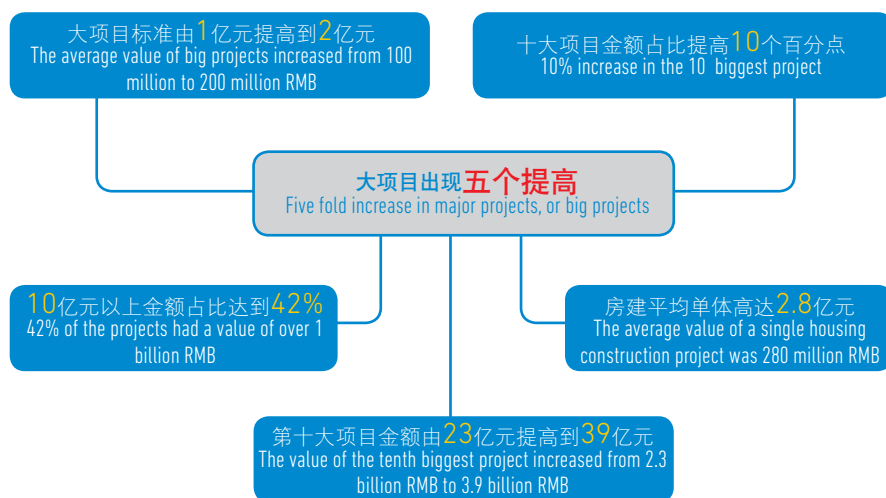 大项目标准由1亿元提高到2亿元
The average value of big projects increased from 100
million to 200 million RMB
十大项目金额占比提高10个百分点
10% increase in the 10 biggest project
大项目出现五个提高
Five fold increase in major projects, or big projects
10亿元以上金额占比达到42%
42% of the projects had a value of over 1
billion RMB
房建平均单体高达2.8亿元
The average value of a single housing
construction project was 280 million RMB
第十大项目金额由23亿元提高到39亿元
The value of the tenth biggest project increased from 2.3
billion RMB to 3.9 billion RMB